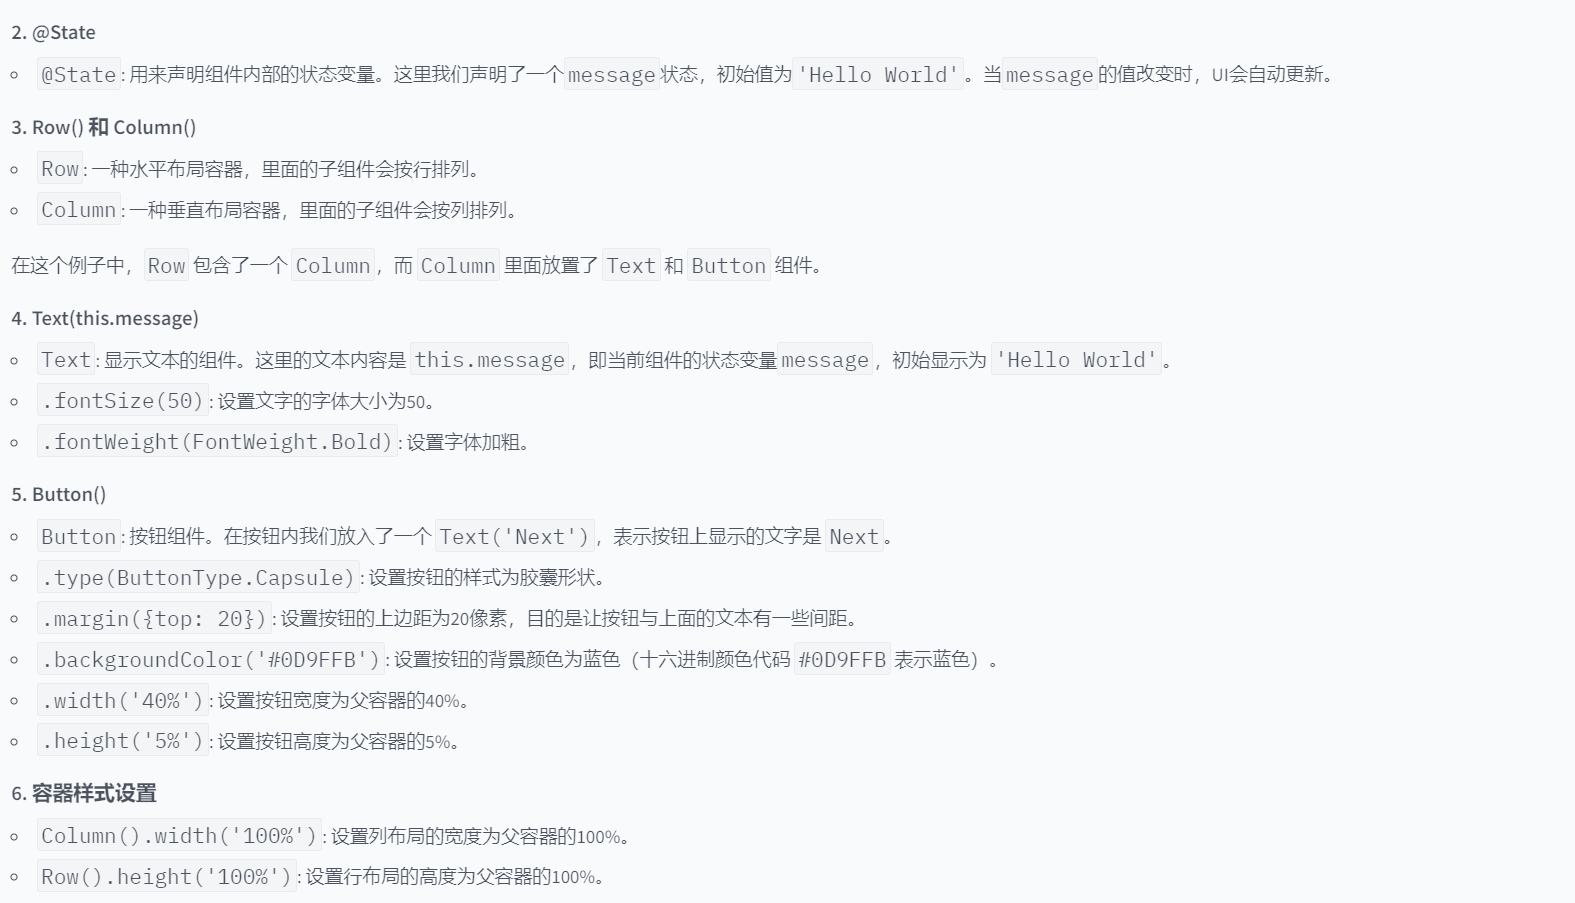 2. @State
@State: 用来声明组件内部的状态变量。这里我们声明了一个message状态，初始值为'Hello World'。当message的值改变时，UI会自动更新。
3. Row() 和 Column()
Row: 一种水平布局容器，里面的子组件会按行排列。
Column: 一种垂直布局容器，里面的子组件会按列排列。
在这个例子中，Row 包含了一个 Column，而 Column 里面放置了 Text 和 Button 组件。
4. Text(this.message)
Text: 显示文本的组件。这里的文本内容是 this.message，即当前组件的状态变量message，初始显示为 'Hello World'。
.fontSize(50): 设置文字的字体大小为50。
.fontWeight(FontWeight.Bold): 设置字体加粗。
5. Button()
Button: 按钮组件。在按钮内我们放入了一个 Text('Next')，表示按钮上显示的文字是 Next。
.type(ButtonType.Capsule): 设置按钮的样式为胶囊形状。
.margin({top: 20}): 设置按钮的上边距为20像素，目的是让按钮与上面的文本有一些间距。
.backgroundColor('#0D9FFB'): 设置按钮的背景颜色为蓝色（十六进制颜色代码 #0D9FFB 表示蓝色）。
.width('40%'): 设置按钮宽度为父容器的40%。
.height('5%'): 设置按钮高度为父容器的5%。
6. 容器样式设置
Column().width('100%'): 设置列布局的宽度为父容器的100%。
Row().height('100%'): 设置行布局的高度为父容器的100%。